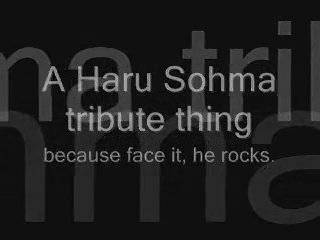 A Haru Sohma
tribute thing
because face it, he rocks.